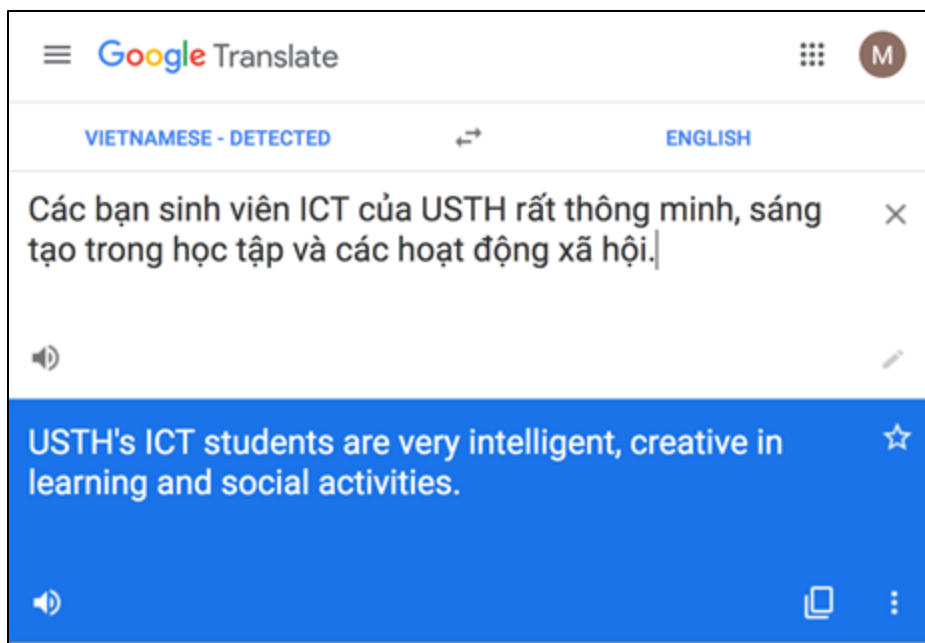 Google Translate
M
VIETNAMESE - DETECTED
ENGLISH
Các bạn sinh viên ICT của USTH rất thông minh, sáng
tạo trong học tập và các hoạt động xã hội.
USTH's ICT students are very intelligent, creative in
learning and social activities.